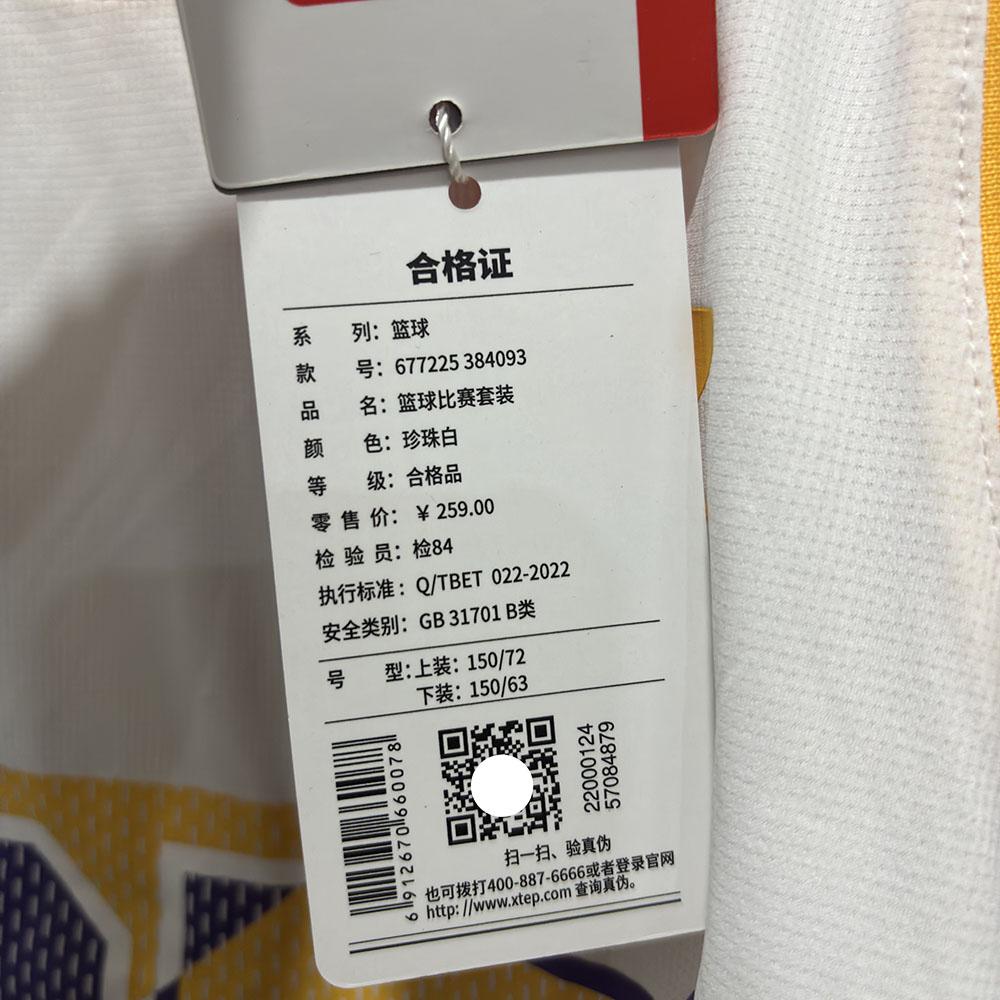 合格证
系 列：篮球
款 号：677225 384093
品 名：篮球比赛套装
颜 色：珍珠白
等 级：合格品
零 售 价：￥259.00
检 验 员：检84
执行标准：Q/TBET 022-2022
安全类别：GB 31701 B类
号 型：上装：150/72
下装：150/63
6912670660078
22000124
57084879
扫一扫、验真伪
也可拨打400-887-6666或者登录官网
http://www.xtep.com 查询真伪。